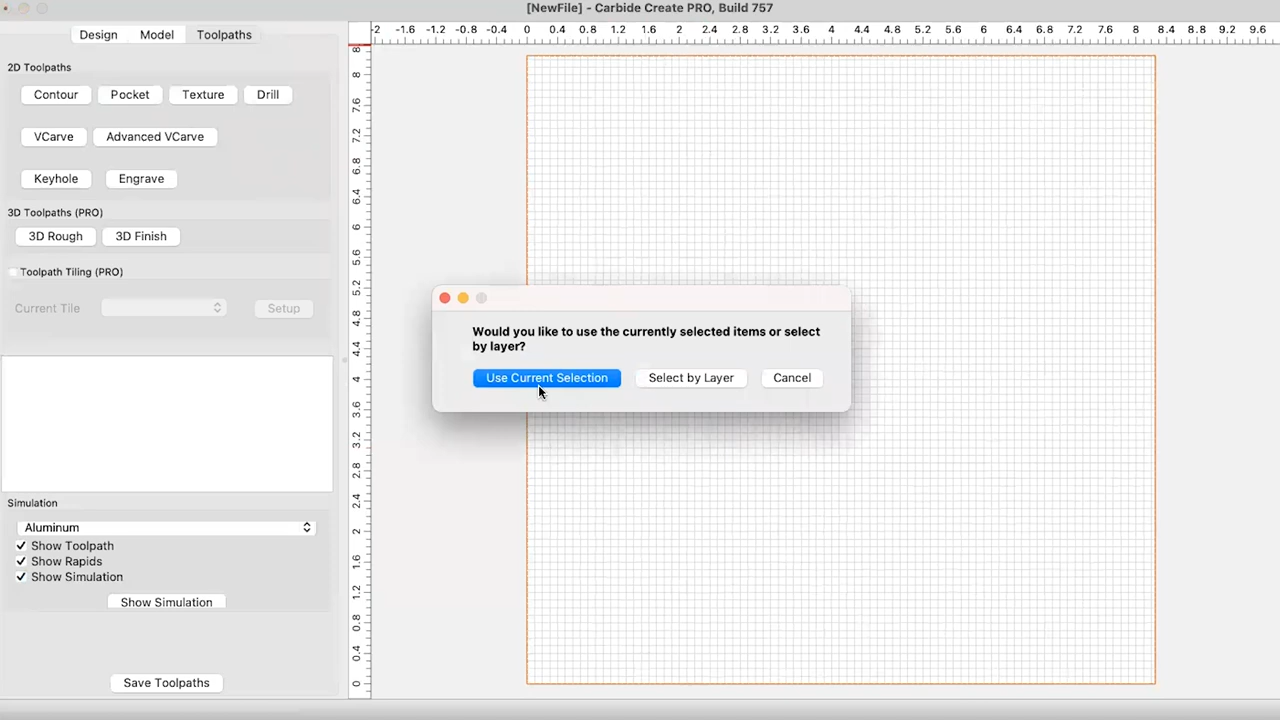 [NewFile] - Carbide Create PRO, Build 757
Design Model Toolpaths
-2 -1.6 -1.2 -0.8 -0.4 0 0.4 0.8 1.2 1.6 2 2.4 2.8 3.2 3.6 4 4.4 4.8 5.2 5.6 6 6.4 6.8 7.2 7.6 8 8.4 8.8 9.2 9.6
2D Toolpaths
Contour Pocket Texture Drill
VCarve Advanced VCarve
Keyhole Engrave
3D Toolpaths (PRO)
3D Rough 3D Finish
Toolpath Tiling (PRO)
Current Tile Setup
Simulation
Aluminum
Show Toolpath
Show Rapids
Show Simulation
Show Simulation
Save Toolpaths
8
7.6
7.2
6.8
6.4
6
5.6
5.2
4.8
4.4
4
3.6
3.2
2.8
2.4
2
1.6
1.2
0.8
0.4
0
Would you like to use the currently selected items or select
by layer?
Use Current Selection Select by Layer Cancel